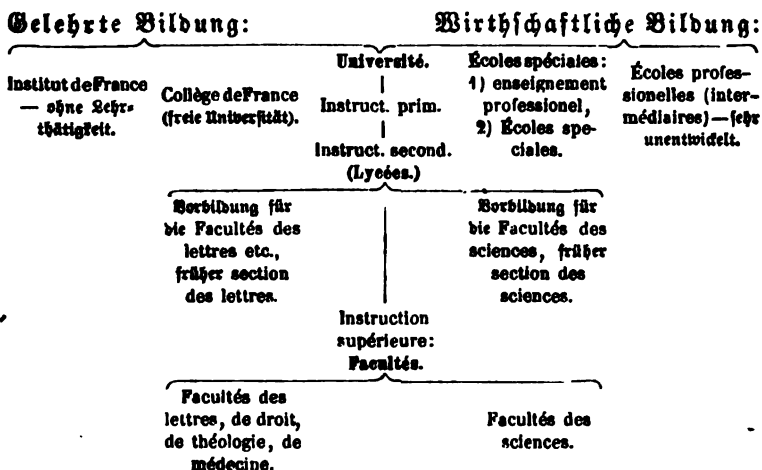 Gelehrte Bildung:
Wirthschaftliche Bildung:
Institut de France
— ohne Lehr-
thätigkeit.
Collège de France
(freie Universität).
Université.
|
Instruct. prim.
|
Instruct. second.
(Lycées.)
Écoles spéciales:
1) enseignement
professionel,
2) Écoles spe-
ciales.
Écoles profes-
sionelles (inter-
médiaires) — sehr
unentwickelt.
Vorbildung für
die Facultés des
lettres etc.,
früher section
des lettres.
Vorbildung für
die Facultés des
sciences, früher
section des
sciences.
Instruction
supérieure:
Facultés.
Facultés des
lettres, de droit,
de théologie, de
médecine.
Facultés des
sciences.